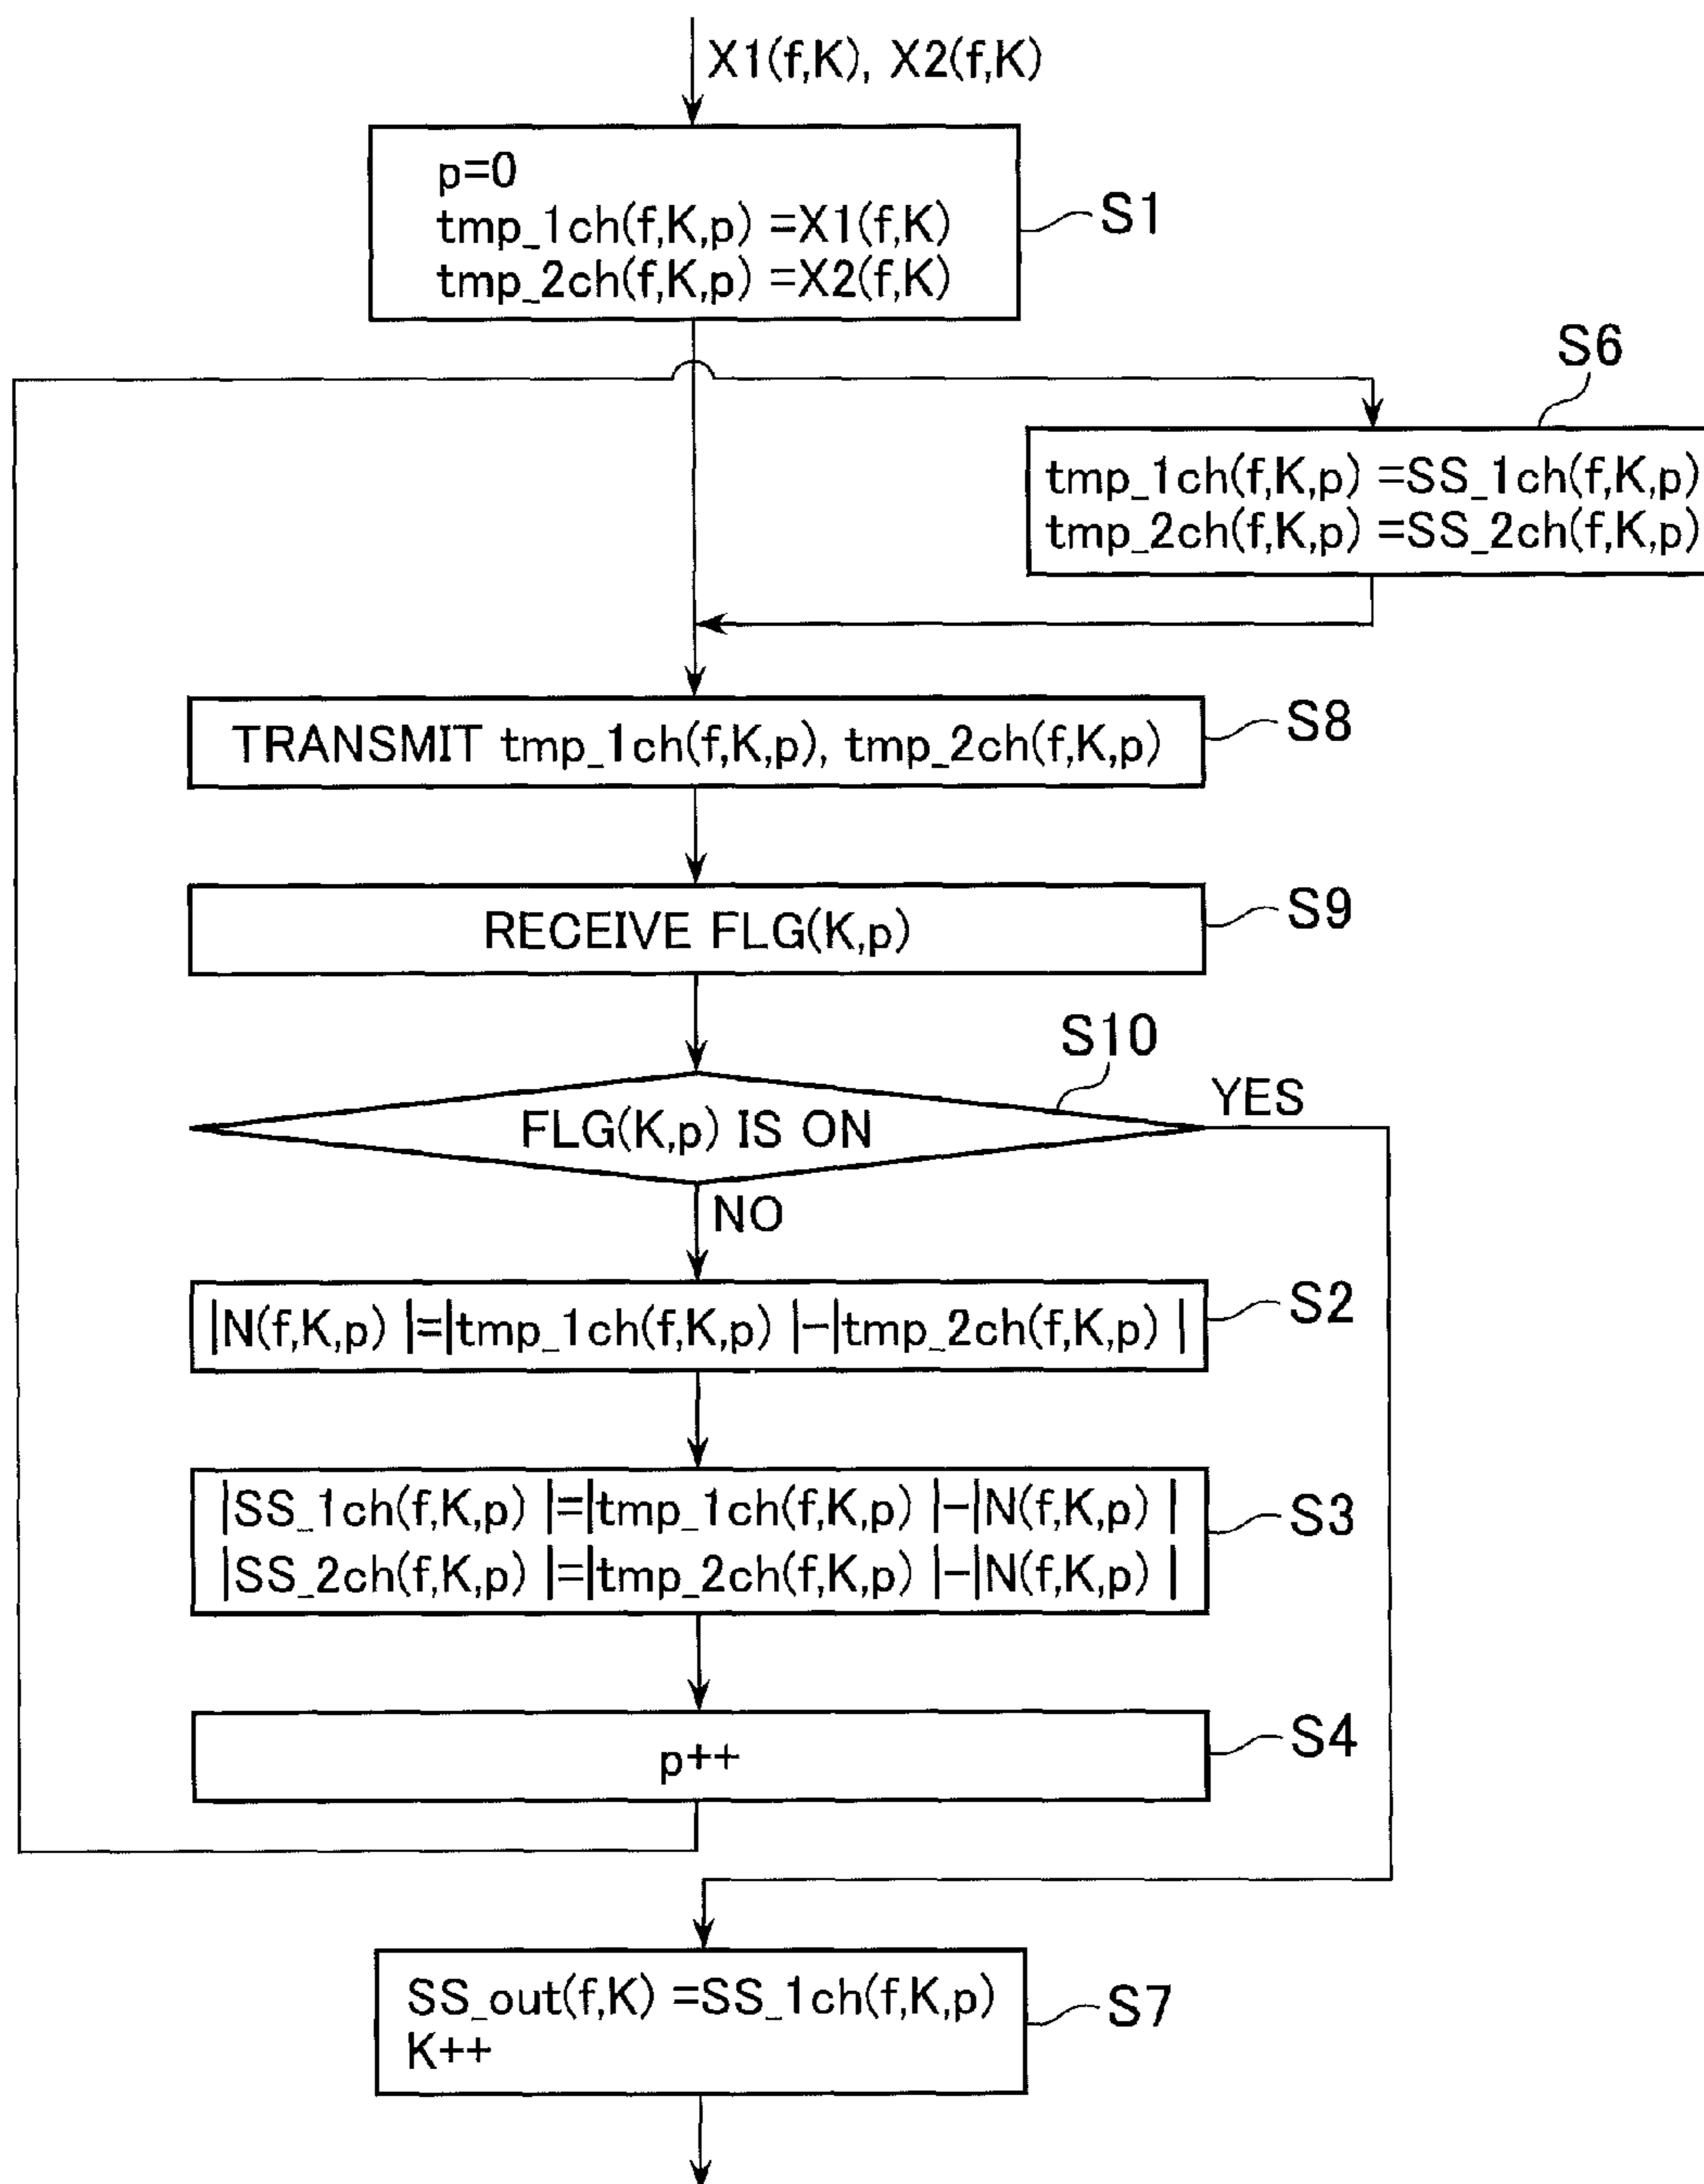 X1(f,K), X2(f,K)
p=0
tmp_1ch(f,K,p) =X1(f,K)
tmp_2ch(f,K,p) =X2(f,K)
S1
S6
tmp_1ch(f,K,p) =SS_1ch(f,K,p)
tmp_2ch(f,K,p) =SS_2ch(f,K,p)
TRANSMIT tmp_1ch(f,K,p), tmp_2ch(f,K,p)
S8
RECEIVE FLG(K,p)
S9
S10
FLG(K,p) IS ON
YES
NO
|N(f,K,p) |=|tmp_1ch(f,K,p) |−|tmp_2ch(f,K,p) |
S2
|SS_1ch(f,K,p) |=|tmp_1ch(f,K,p) |−|N(f,K,p) |
|SS_2ch(f,K,p) |=|tmp_2ch(f,K,p) |−|N(f,K,p) |
S3
p++
S4
SS_out(f,K) =SS_1ch(f,K,p)
K++
S7